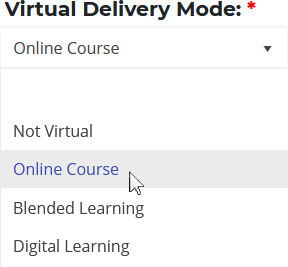 Virtual Delivery Mode: *
Online Course
Not Virtual
Online Course
Blended Learning
Digital Learning